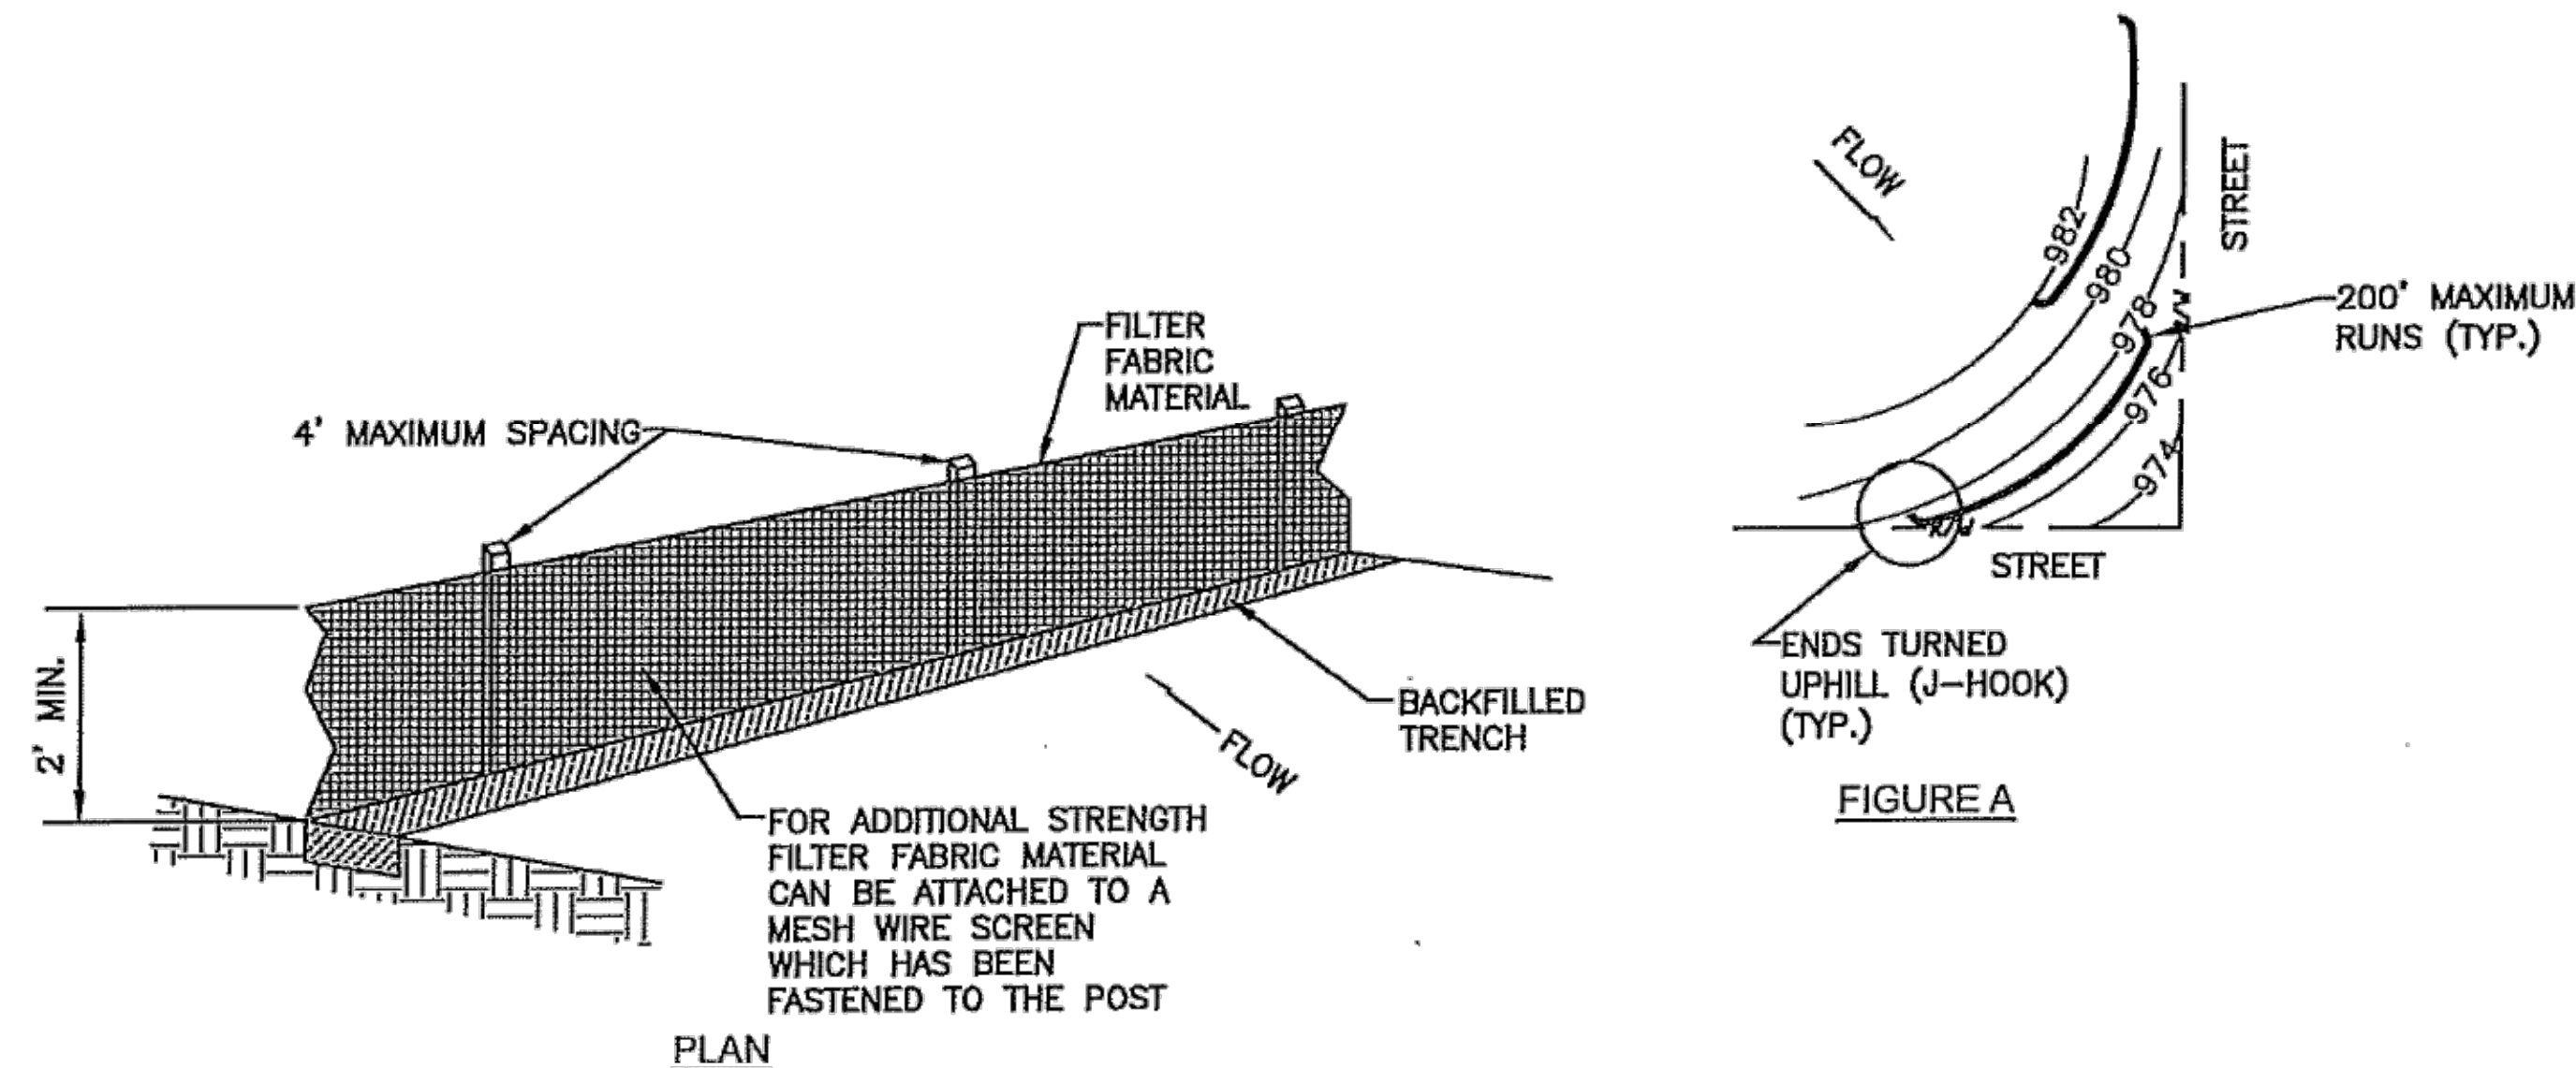 FILTER
FABRIC
MATERIAL
4' MAXIMUM SPACING
2' MIN.
BACKFILLED
TRENCH
FLOW
FOR ADDITIONAL STRENGTH
FILTER FABRIC MATERIAL
CAN BE ATTACHED TO A
MESH WIRE SCREEN
WHICH HAS BEEN
FASTENED TO THE POST
PLAN
FLOW
982
980
978
976
974
STREET
200' MAXIMUM
RUNS (TYP.)
R/W
STREET
ENDS TURNED
UPHILL (J-HOOK)
(TYP.)
FIGURE A